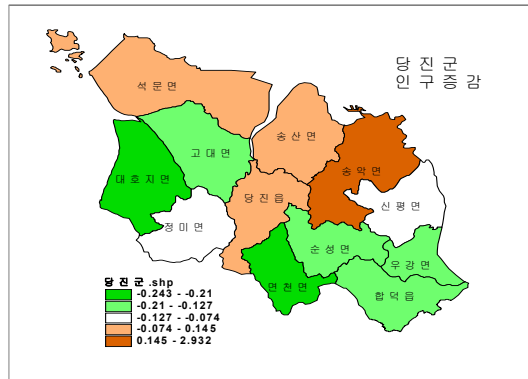 당 진 군
인 구 증 감
석 문 면
송 산 면
고 대 면
송 악 면
대 호 지 면
당 진 읍
신 평 면
정 미 면
순 성 면
우 강 면
면 천 면
합 덕 읍
당 진 군 .shp
-0.243 - -0.21
-0.21 - -0.127
-0.127 - -0.074
-0.074 - 0.145
0.145 - 2.932